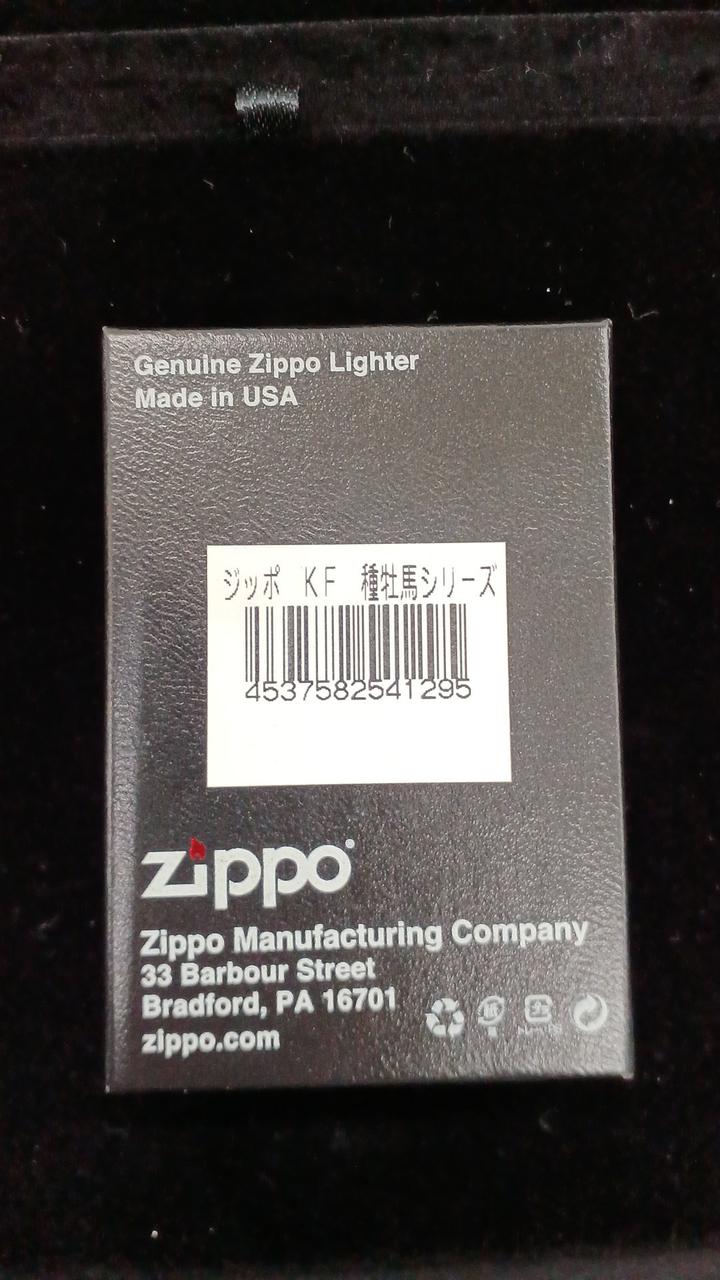 Genuine Zippo Lighter
Made in USA
ジッポ KF 種牡馬シリーズ
4537582541295
zippo
Zippo Manufacturing Company
33 Barbour Street
Bradford, PA 16701
zippo.com